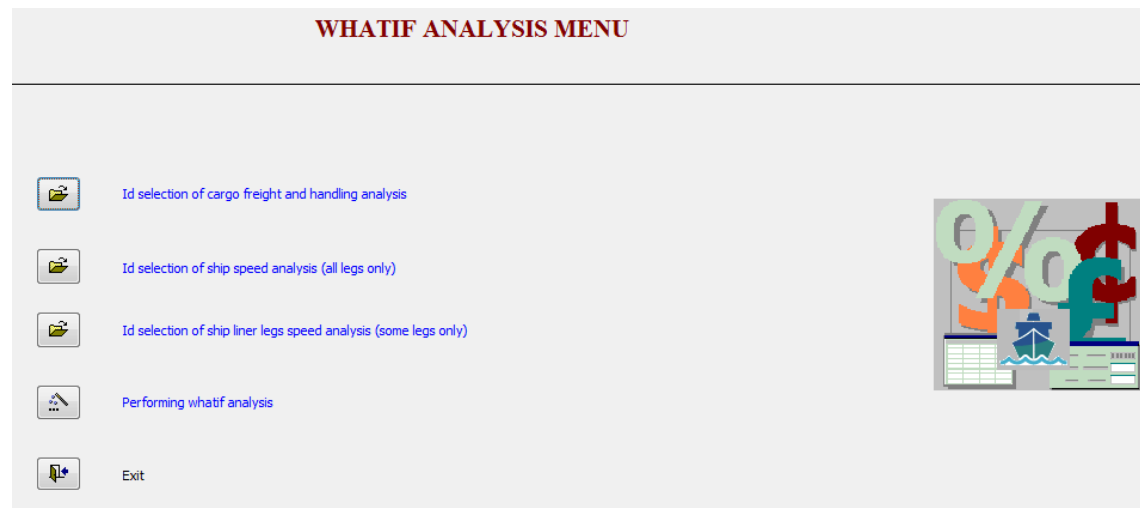 WHATIF ANALYSIS MENU
Id selection of cargo freight and handling analysis
Id selection of ship speed analysis (all legs only)
Id selection of ship liner legs speed analysis (some legs only)
Performing whatif analysis
Exit